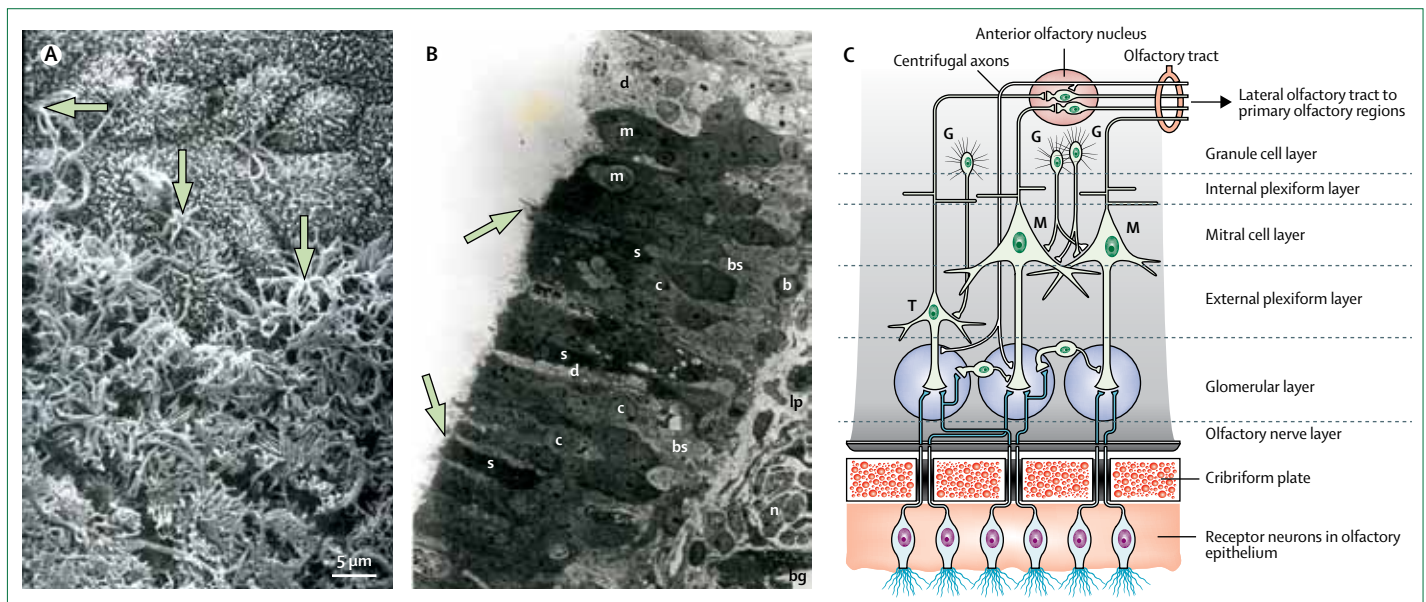 A
5 µm
B
d
m
m
s
bs
c
b
s
d
c
lp
c
bs
s
n
bg
C
Anterior olfactory nucleus
Centrifugal axons
Olfactory tract
Lateral olfactory tract to
primary olfactory regions
G
G
G
Granule cell layer
Internal plexiform layer
M
M
Mitral cell layer
External plexiform layer
T
Glomerular layer
Olfactory nerve layer
Cribriform plate
Receptor neurons in olfactory
epithelium